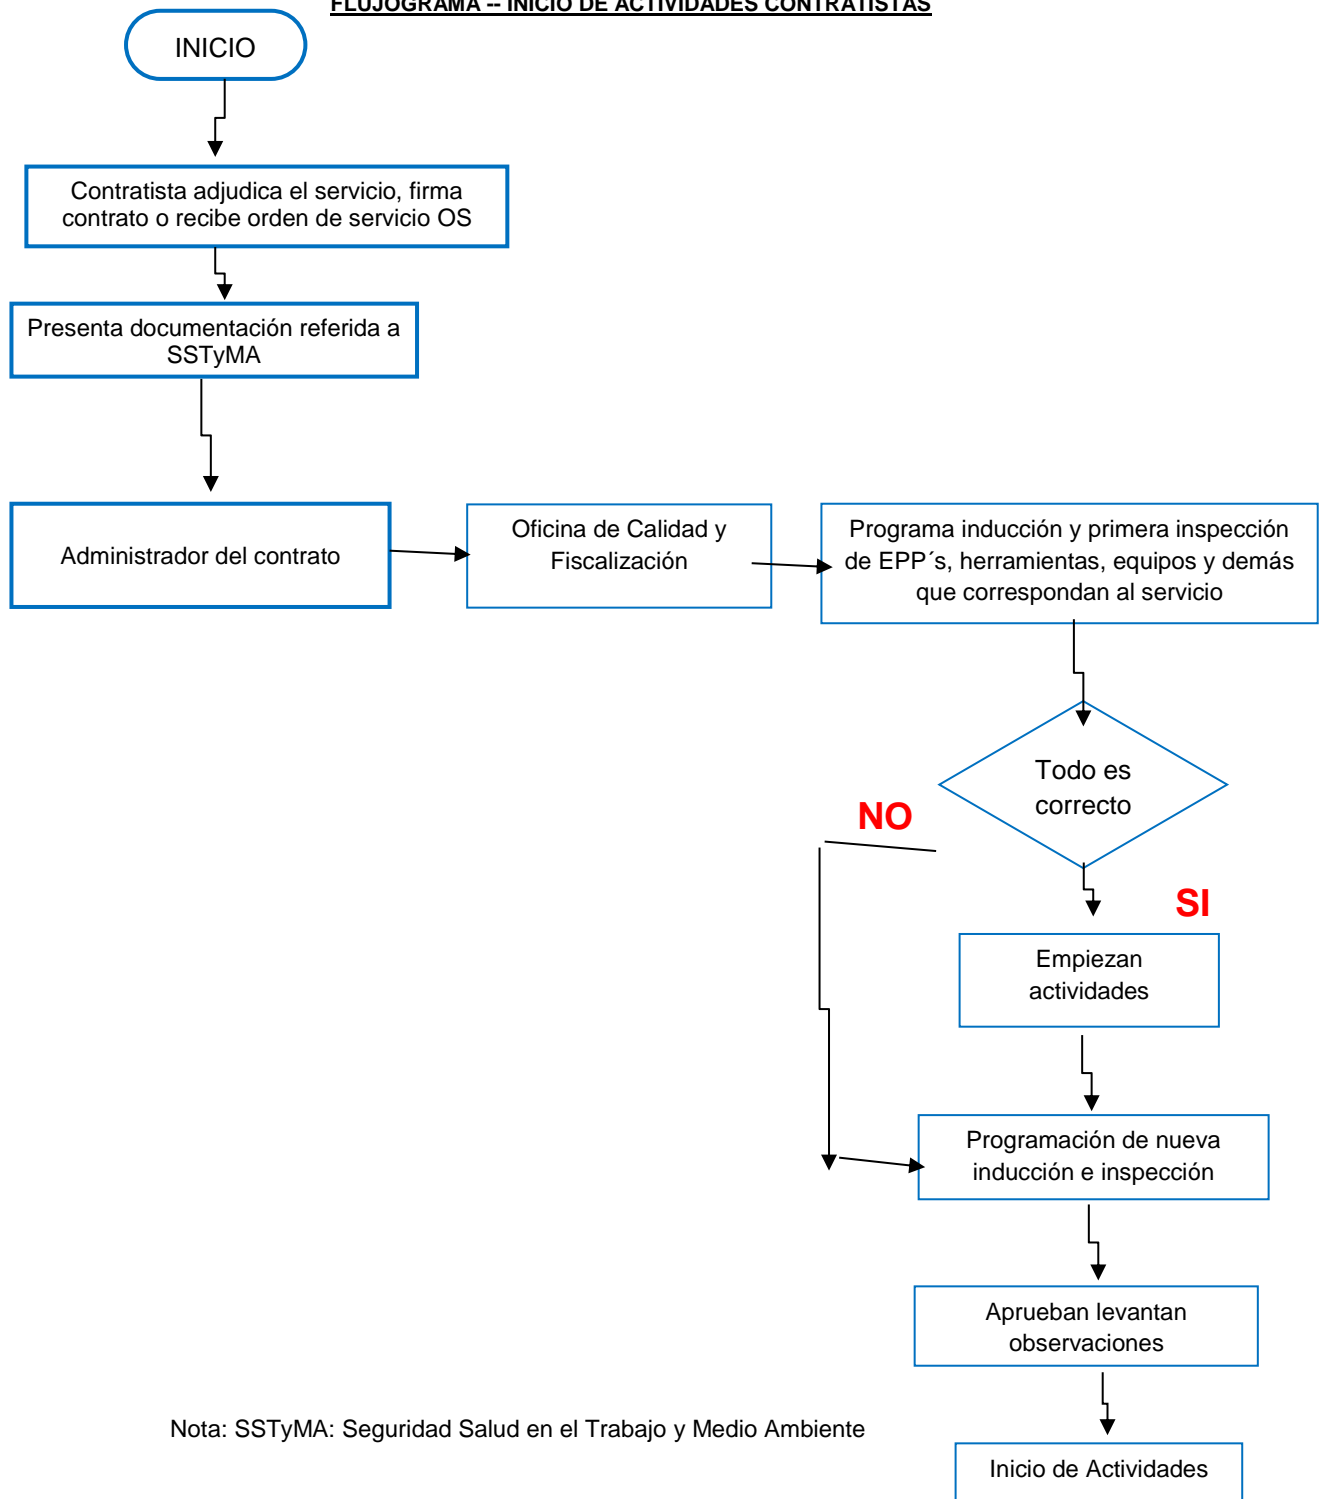 FLUJOGRAMA -- INICIO DE ACTIVIDADES CONTRATISTAS
INICIO
Contratista adjudica el servicio, firma
contrato o recibe orden de servicio OS
Presenta documentación referida a
SSTyMA
Administrador del contrato
Oficina de Calidad y
Fiscalización
Programa inducción y primera inspección
de EPP´s, herramientas, equipos y demás
que correspondan al servicio
Todo es
correcto
NO
SI
Empiezan
actividades
Programación de nueva
inducción e inspección
Aprueban levantan
observaciones
Nota: SSTyMA: Seguridad Salud en el Trabajo y Medio Ambiente
Inicio de Actividades